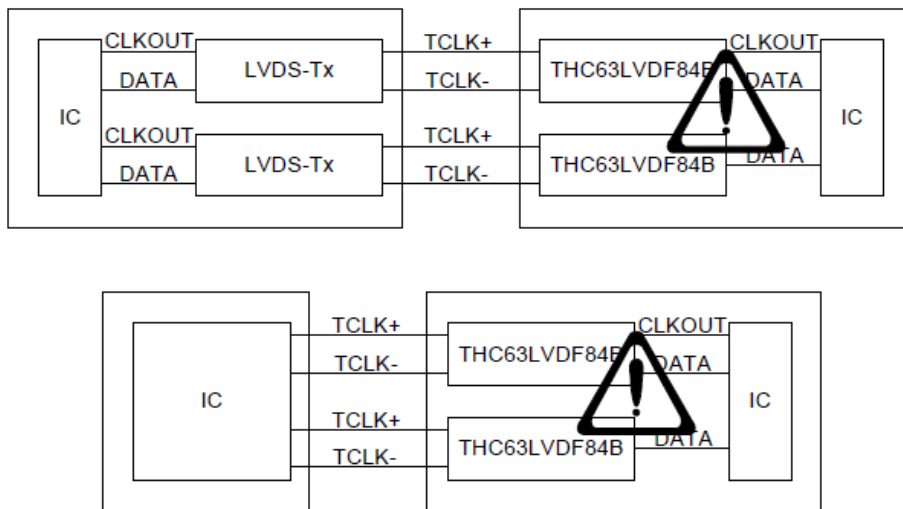 CLKOUT TCLK+ CLKOUT
LVDS-Tx THC63LVDF84B
DATA TCLK- DATA
IC IC
CLKOUT TCLK+
LVDS-Tx THC63LVDF84B DATA
DATA TCLK-
TCLK+ CLKOUT
THC63LVDF84B
TCLK- DATA
IC IC
TCLK+
THC63LVDF84B DATA
TCLK-